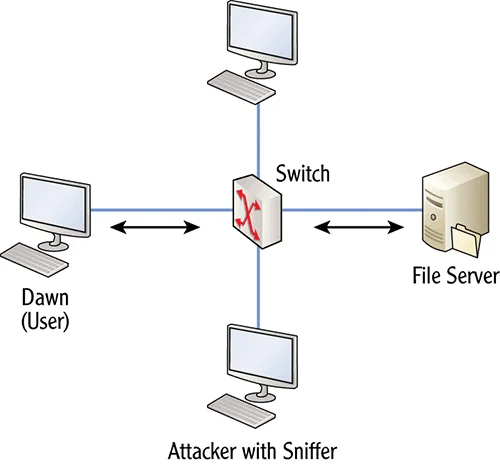 Switch
Dawn
(User)
File Server
Attacker with Sniffer